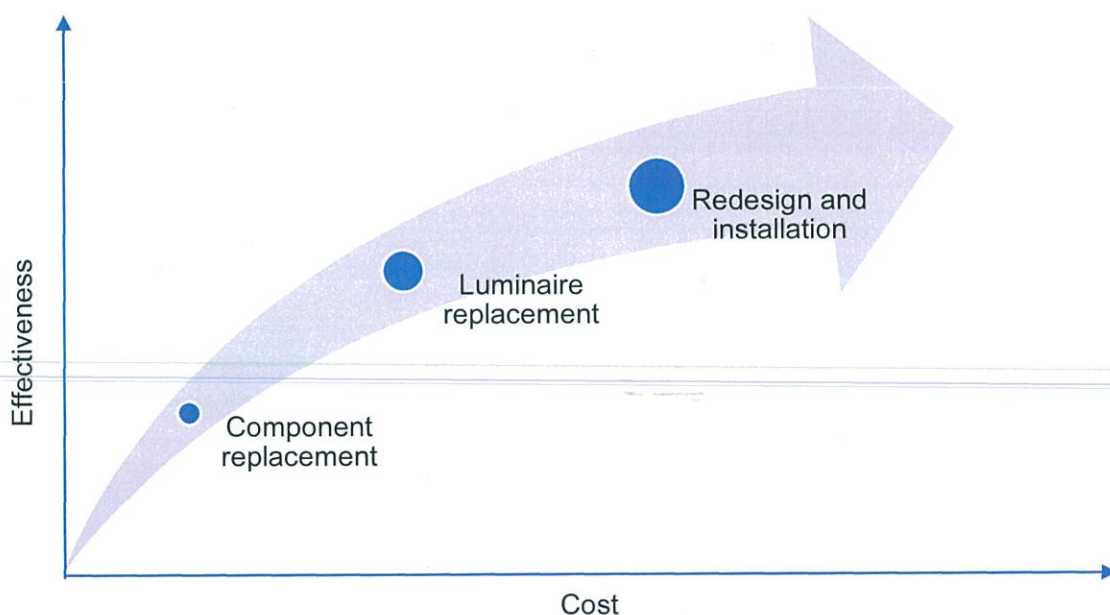 Effectiveness
Redesign and
installation
Luminaire
replacement
Component
replacement
Cost